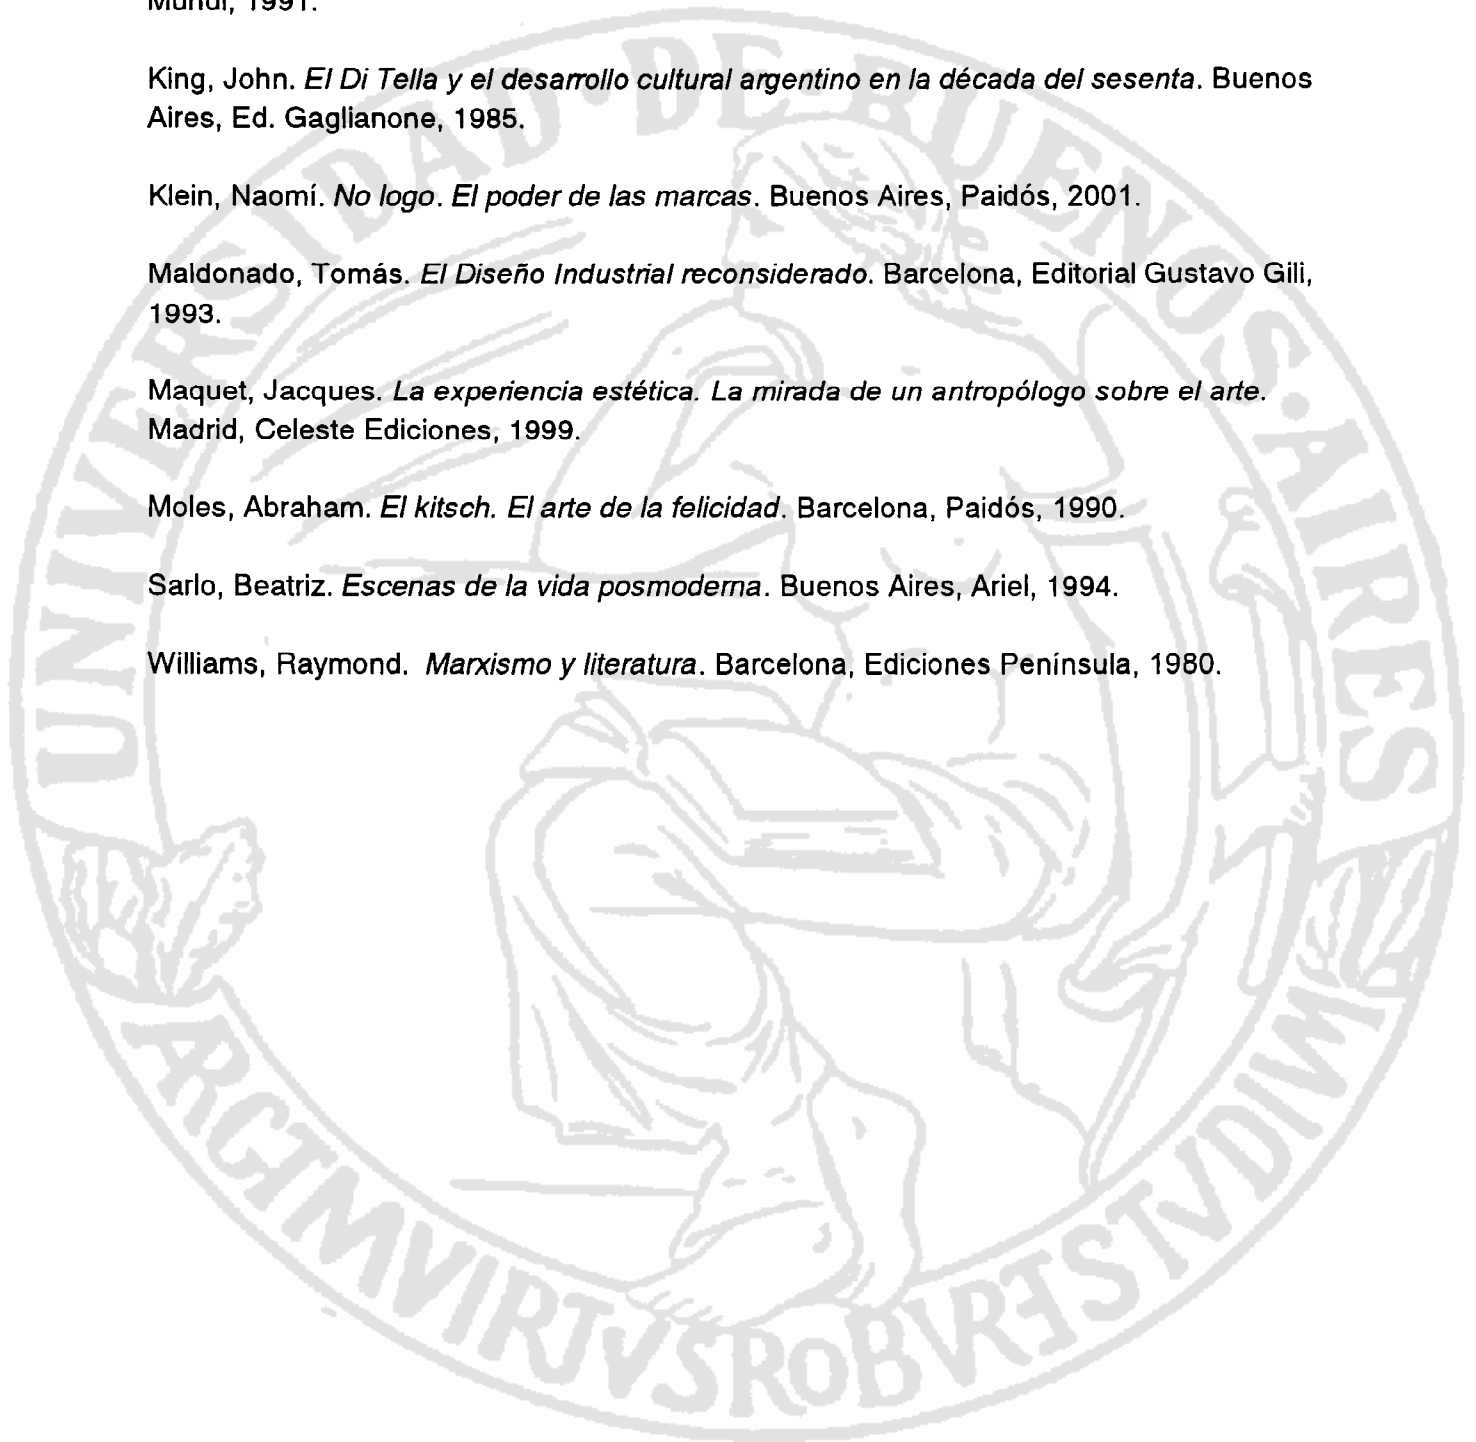 Mundi, 1991.
King, John. El Di Tella y el desarrollo cultural argentino en la década del sesenta. Buenos
Aires, Ed. Gaglianone, 1985.
Klein, Naomí. No logo. El poder de las marcas. Buenos Aires, Paidós, 2001.
Maldonado, Tomás. El Diseño Industrial reconsiderado. Barcelona, Editorial Gustavo Gili,
1993.
Maquet, Jacques. La experiencia estética. La mirada de un antropólogo sobre el arte.
Madrid, Celeste Ediciones, 1999.
Moles, Abraham. El kitsch. El arte de la felicidad. Barcelona, Paidós, 1990.
Sarlo, Beatriz. Escenas de la vida posmoderna. Buenos Aires, Ariel, 1994.
Williams, Raymond. Marxismo y literatura. Barcelona, Ediciones Península, 1980.
UNIVERSIDAD·DE·BUENOS·AIRES
ARGTMVIRTVSROBVRETSTVDIVM